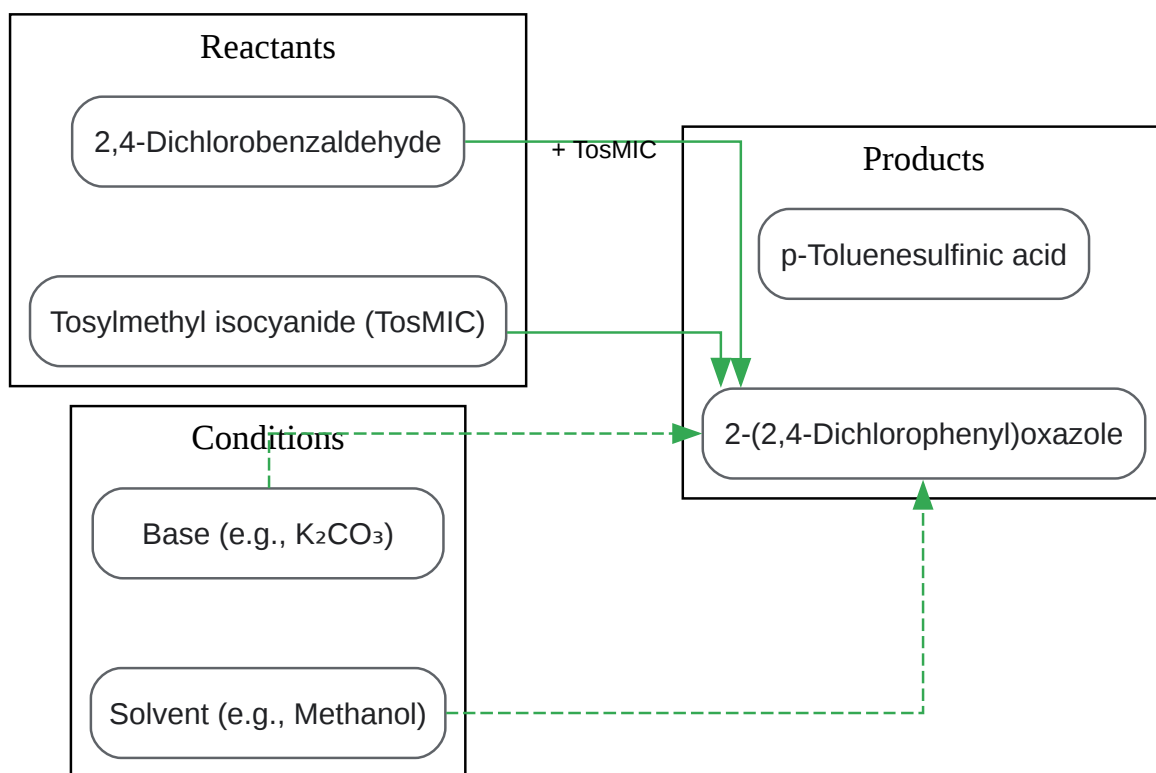 Reactants
2,4-Dichlorobenzaldehyde
+ TosMIC
Tosylmethyl isocyanide (TosMIC)
Products
p-Toluenesulfinic acid
2-(2,4-Dichlorophenyl)oxazole
Conditions
Base (e.g., K₂CO₃)
Solvent (e.g., Methanol)